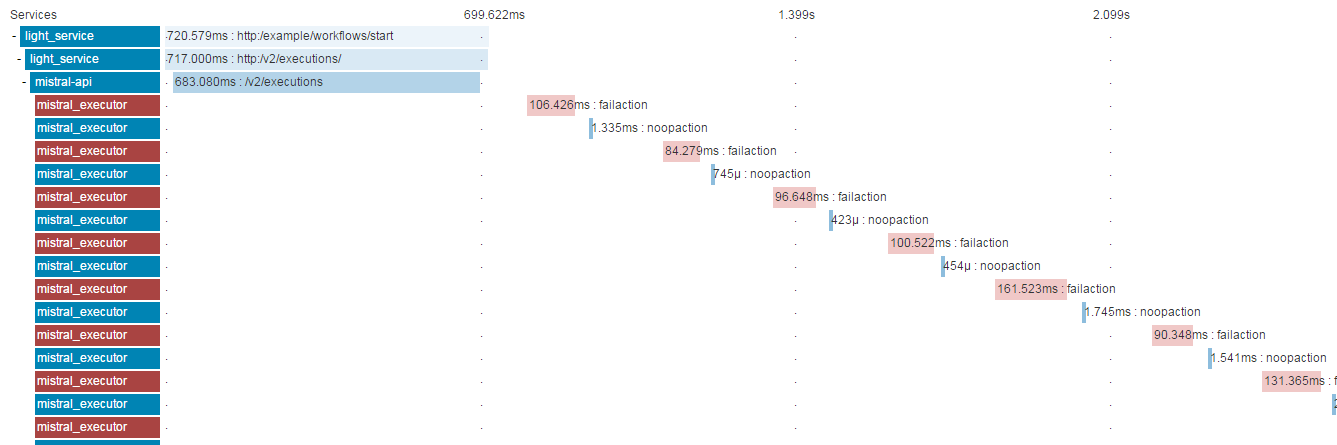 Services 699.622ms 1.399s 2.099s
- light_service 720.579ms : http:/example/workflows/start
- light_service 717.000ms : http:/v2/executions/
- mistral-api 683.080ms : /v2/executions
mistral_executor 106.426ms : failaction
mistral_executor 1.335ms : noopaction
mistral_executor 84.279ms : failaction
mistral_executor 745µ : noopaction
mistral_executor 96.648ms : failaction
mistral_executor 423µ : noopaction
mistral_executor 100.522ms : failaction
mistral_executor 454µ : noopaction
mistral_executor 161.523ms : failaction
mistral_executor 1.745ms : noopaction
mistral_executor 90.348ms : failaction
mistral_executor 1.541ms : noopaction
mistral_executor 131.365ms : f
mistral_executor
mistral_executor